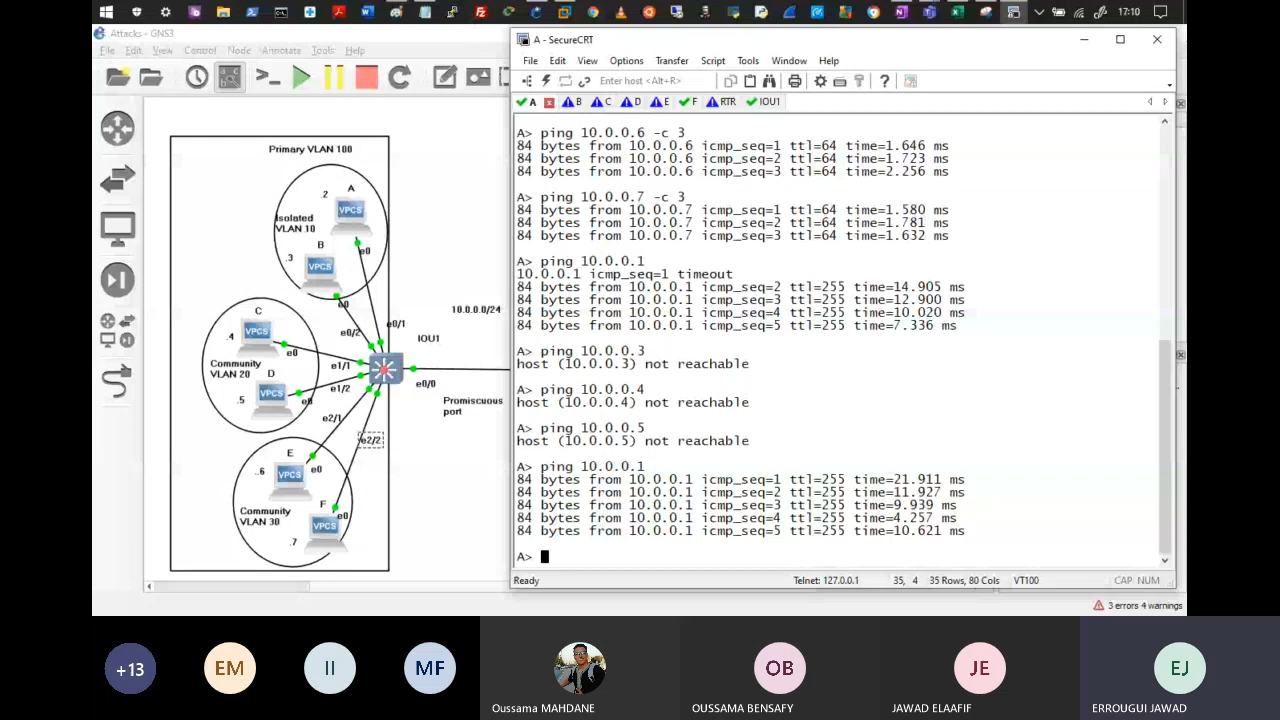 17:10
Attacks - GNS3
File Edit View Control Node Annotate Tools Help
A - SecureCRT
File Edit View Options Transfer Script Tools Window Help
Enter host <Alt+R>
A B C D E F RTR IOU1
Primary VLAN 100
A
.2
VPCS
Isolated
VLAN 10
e0
B
.3
VPCS
e0
10.0.0.0/24
e0/1
e0/2
IOU1
C
.4
VPCS
e0
Community
VLAN 20
e1/1
e0/0
D
.5
VPCS
e0
e1/2
Promiscuous
port
e2/1
e2/2
E
.6
VPCS
e0
Community
VLAN 30
F
VPCS
e0
.7
A> ping 10.0.0.6 -c 3
84 bytes from 10.0.0.6 icmp_seq=1 ttl=64 time=1.646 ms
84 bytes from 10.0.0.6 icmp_seq=2 ttl=64 time=1.723 ms
84 bytes from 10.0.0.6 icmp_seq=3 ttl=64 time=2.256 ms
A> ping 10.0.0.7 -c 3
84 bytes from 10.0.0.7 icmp_seq=1 ttl=64 time=1.580 ms
84 bytes from 10.0.0.7 icmp_seq=2 ttl=64 time=1.781 ms
84 bytes from 10.0.0.7 icmp_seq=3 ttl=64 time=1.632 ms
A> ping 10.0.0.1
10.0.0.1 icmp_seq=1 timeout
84 bytes from 10.0.0.1 icmp_seq=2 ttl=255 time=14.905 ms
84 bytes from 10.0.0.1 icmp_seq=3 ttl=255 time=12.900 ms
84 bytes from 10.0.0.1 icmp_seq=4 ttl=255 time=10.020 ms
84 bytes from 10.0.0.1 icmp_seq=5 ttl=255 time=7.336 ms
A> ping 10.0.0.3
host (10.0.0.3) not reachable
A> ping 10.0.0.4
host (10.0.0.4) not reachable
A> ping 10.0.0.5
host (10.0.0.5) not reachable
A> ping 10.0.0.1
84 bytes from 10.0.0.1 icmp_seq=1 ttl=255 time=21.911 ms
84 bytes from 10.0.0.1 icmp_seq=2 ttl=255 time=11.927 ms
84 bytes from 10.0.0.1 icmp_seq=3 ttl=255 time=9.939 ms
84 bytes from 10.0.0.1 icmp_seq=4 ttl=255 time=4.257 ms
84 bytes from 10.0.0.1 icmp_seq=5 ttl=255 time=10.621 ms
A>
Ready Telnet: 127.0.0.1 35, 4 35 Rows, 80 Cols VT100 CAP NUM
3 errors 4 warnings
+13 EM II MF OB JE EJ
Oussama MAHDANE OUSSAMA BENSAFY JAWAD ELAAFIF ERROUGUI JAWAD